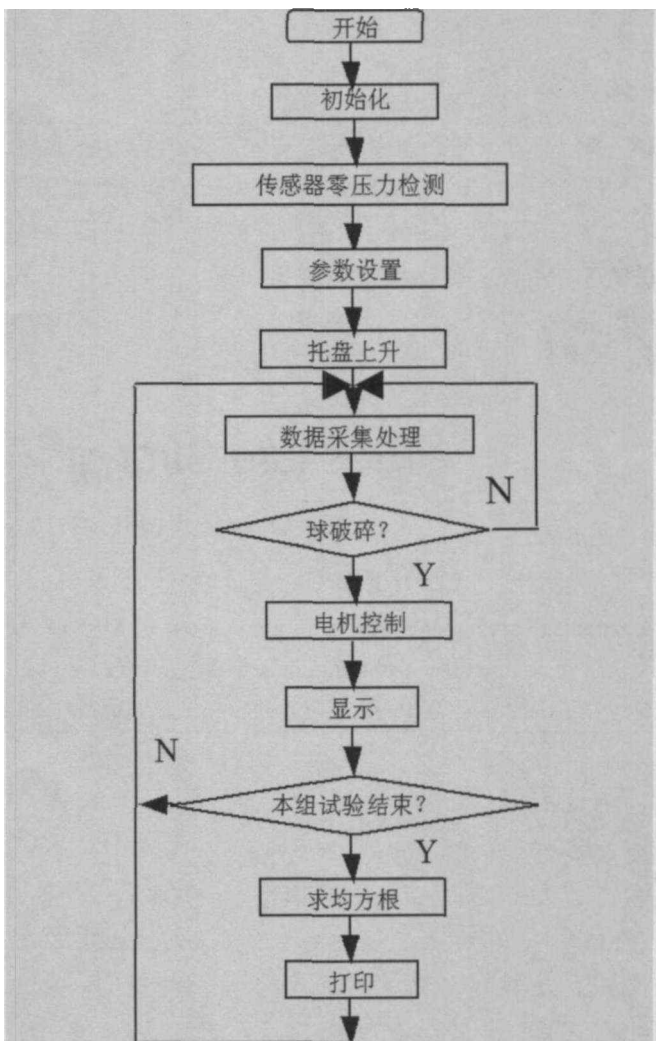 开始
初始化
传感器零压力检测
参数设置
托盘上升
数据采集处理
N
球破碎？
Y
电机控制
显示
N
本组试验结束？
Y
求均方根
打印